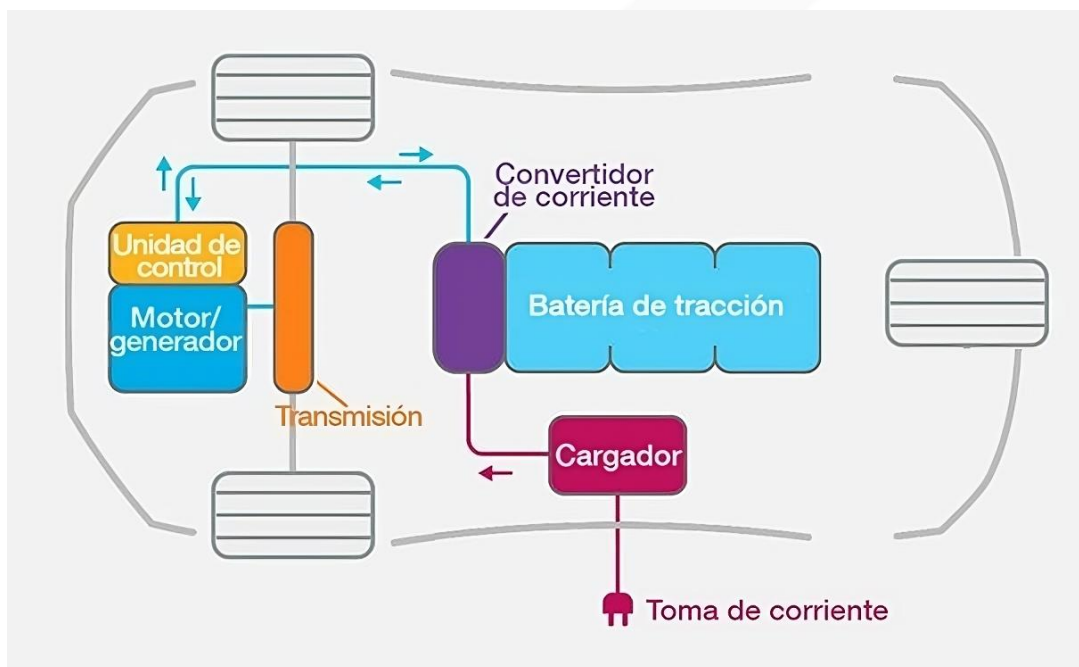 Convertidor
de corriente
Unidad de
control
Motor/
generador
Batería de tracción
Transmisión
Cargador
Toma de corriente